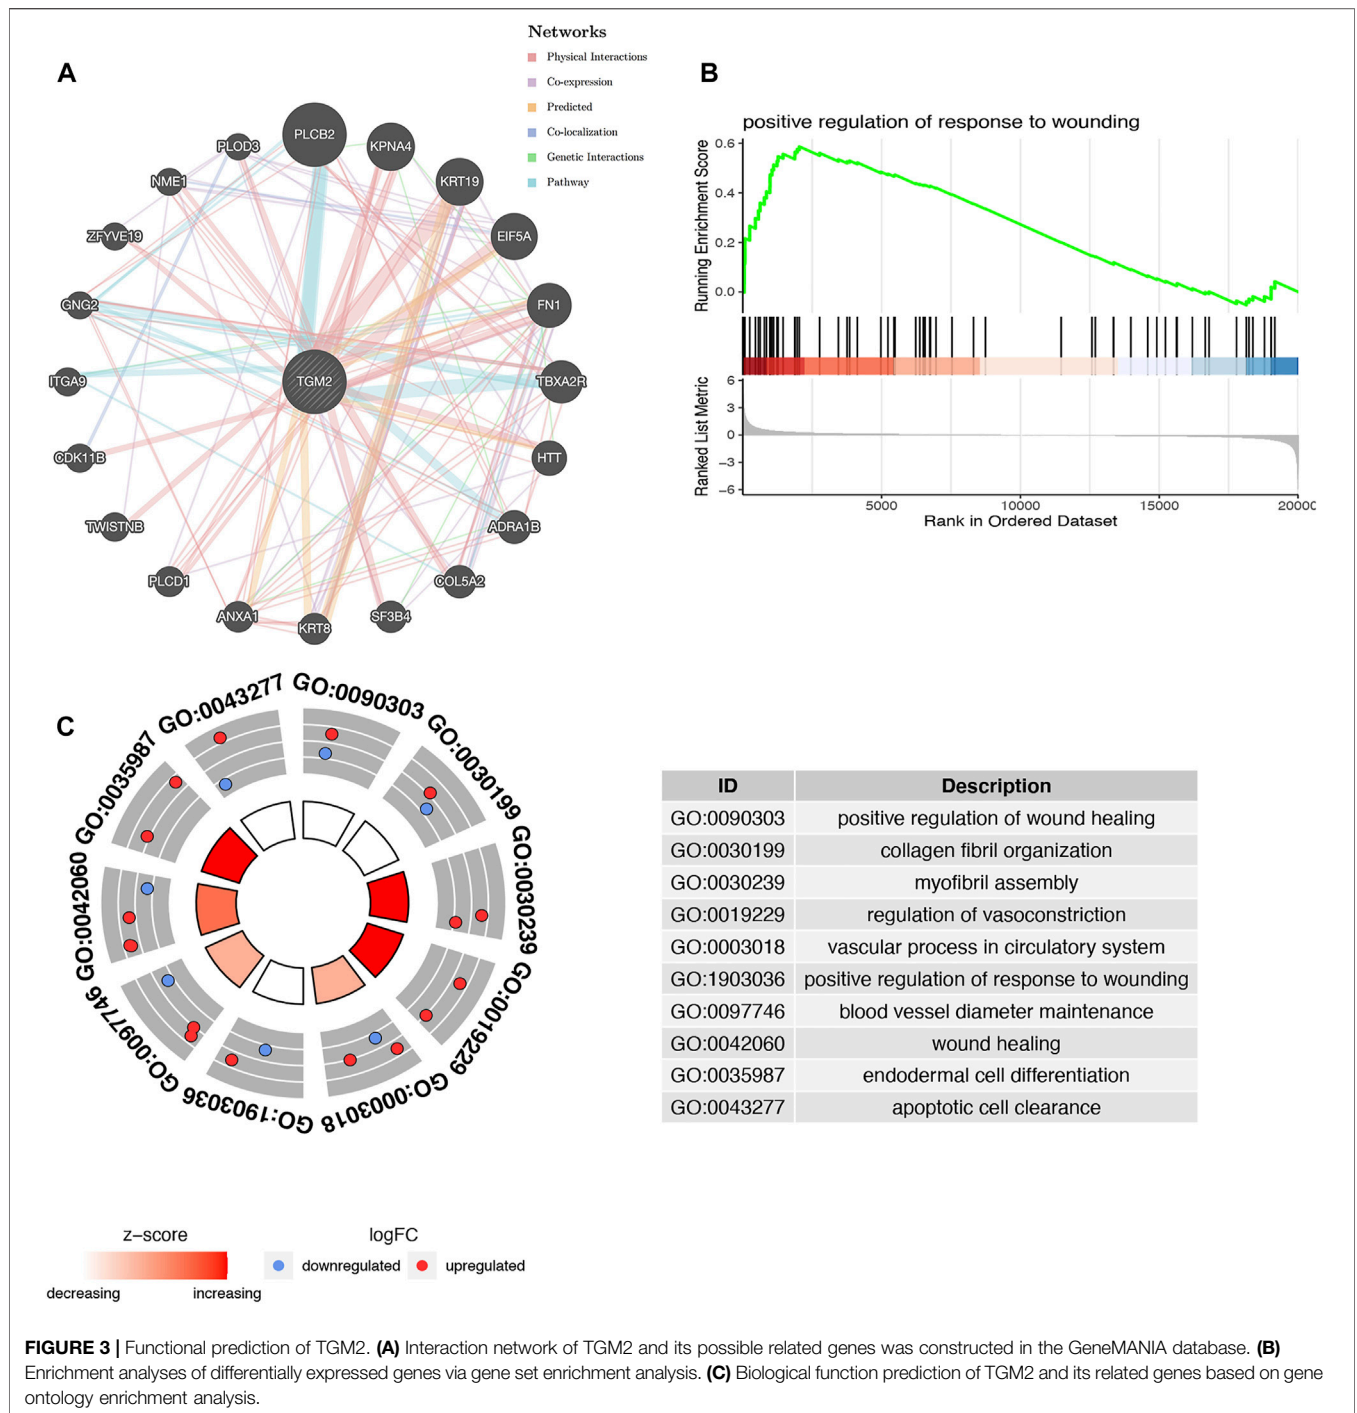 Networks
Physical Interactions
Co-expression
Predicted
Co-localization
Genetic Interactions
Pathway
A
PLCB2
KPNA4
KRT19
EIF5A
FN1
TBXA2R
HTT
ADRA1B
COL5A2
SF3B4
KRT8
ANXA1
PLCD1
TWISTNB
CDK11B
ITGA9
GNG2
ZFYVE19
NME1
PLOD3
TGM2
B
positive regulation of response to wounding
Running Enrichment Score
0.6
0.4
0.2
0.0
Ranked List Metric
6
3
0
−3
−6
5000
10000
15000
20000
Rank in Ordered Dataset
C
GO:0090303
GO:0030199
GO:0030239
GO:0019229
GO:0003018
GO:1903036
GO:0097746
GO:0042060
GO:0035987
GO:0043277
ID Description
GO:0090303 positive regulation of wound healing
GO:0030199 collagen fibril organization
GO:0030239 myofibril assembly
GO:0019229 regulation of vasoconstriction
GO:0003018 vascular process in circulatory system
GO:1903036 positive regulation of response to wounding
GO:0097746 blood vessel diameter maintenance
GO:0042060 wound healing
GO:0035987 endodermal cell differentiation
GO:0043277 apoptotic cell clearance
z−score
decreasing increasing
logFC
downregulated upregulated
FIGURE 3 | Functional prediction of TGM2. (A) Interaction network of TGM2 and its possible related genes was constructed in the GeneMANIA database. (B)
Enrichment analyses of differentially expressed genes via gene set enrichment analysis. (C) Biological function prediction of TGM2 and its related genes based on gene
ontology enrichment analysis.